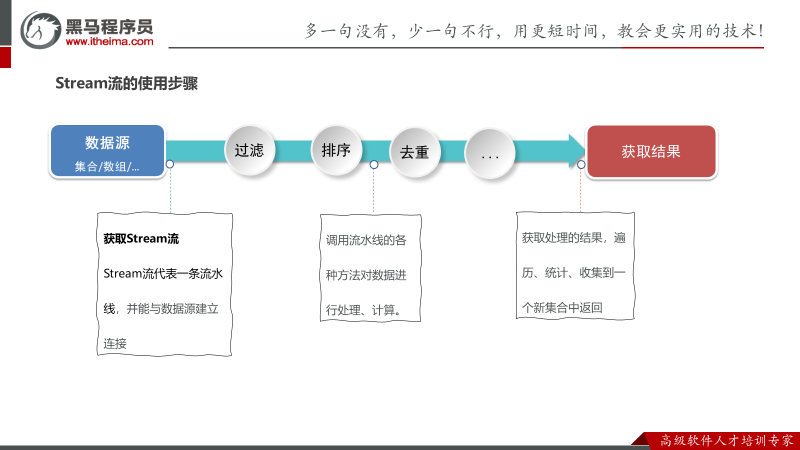 黑马程序员
www.itheima.com
多一句没有，少一句不行，用更短时间，教会更实用的技术！
Stream流的使用步骤
数据源
集合/数组/...
过滤
排序
去重
...
获取结果
获取Stream流
Stream流代表一条流水
线，并能与数据源建立
连接
调用流水线的各
种方法对数据进
行处理、计算。
获取处理的结果，遍
历、统计、收集到一
个新集合中返回
高级软件人才培训专家